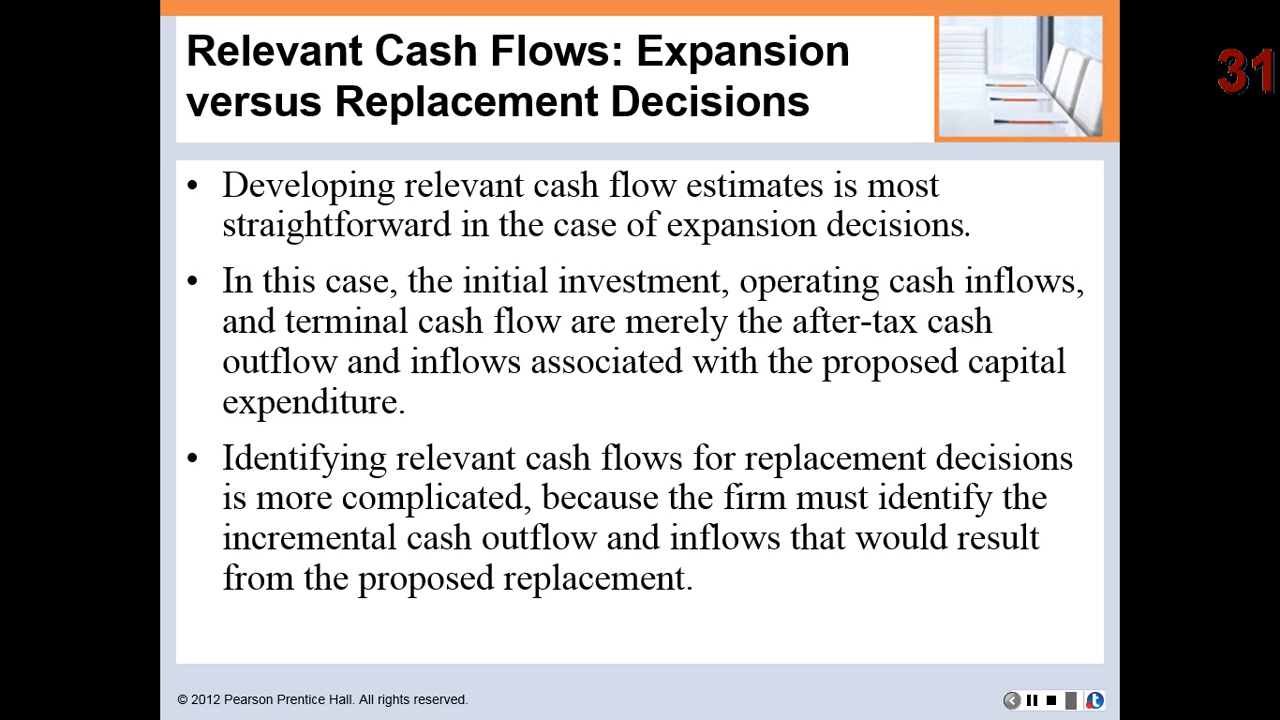 Relevant Cash Flows: Expansion
versus Replacement Decisions
31
• Developing relevant cash flow estimates is most
straightforward in the case of expansion decisions.
• In this case, the initial investment, operating cash inflows,
and terminal cash flow are merely the after-tax cash
outflow and inflows associated with the proposed capital
expenditure.
• Identifying relevant cash flows for replacement decisions
is more complicated, because the firm must identify the
incremental cash outflow and inflows that would result
from the proposed replacement.
© 2012 Pearson Prentice Hall. All rights reserved.
t